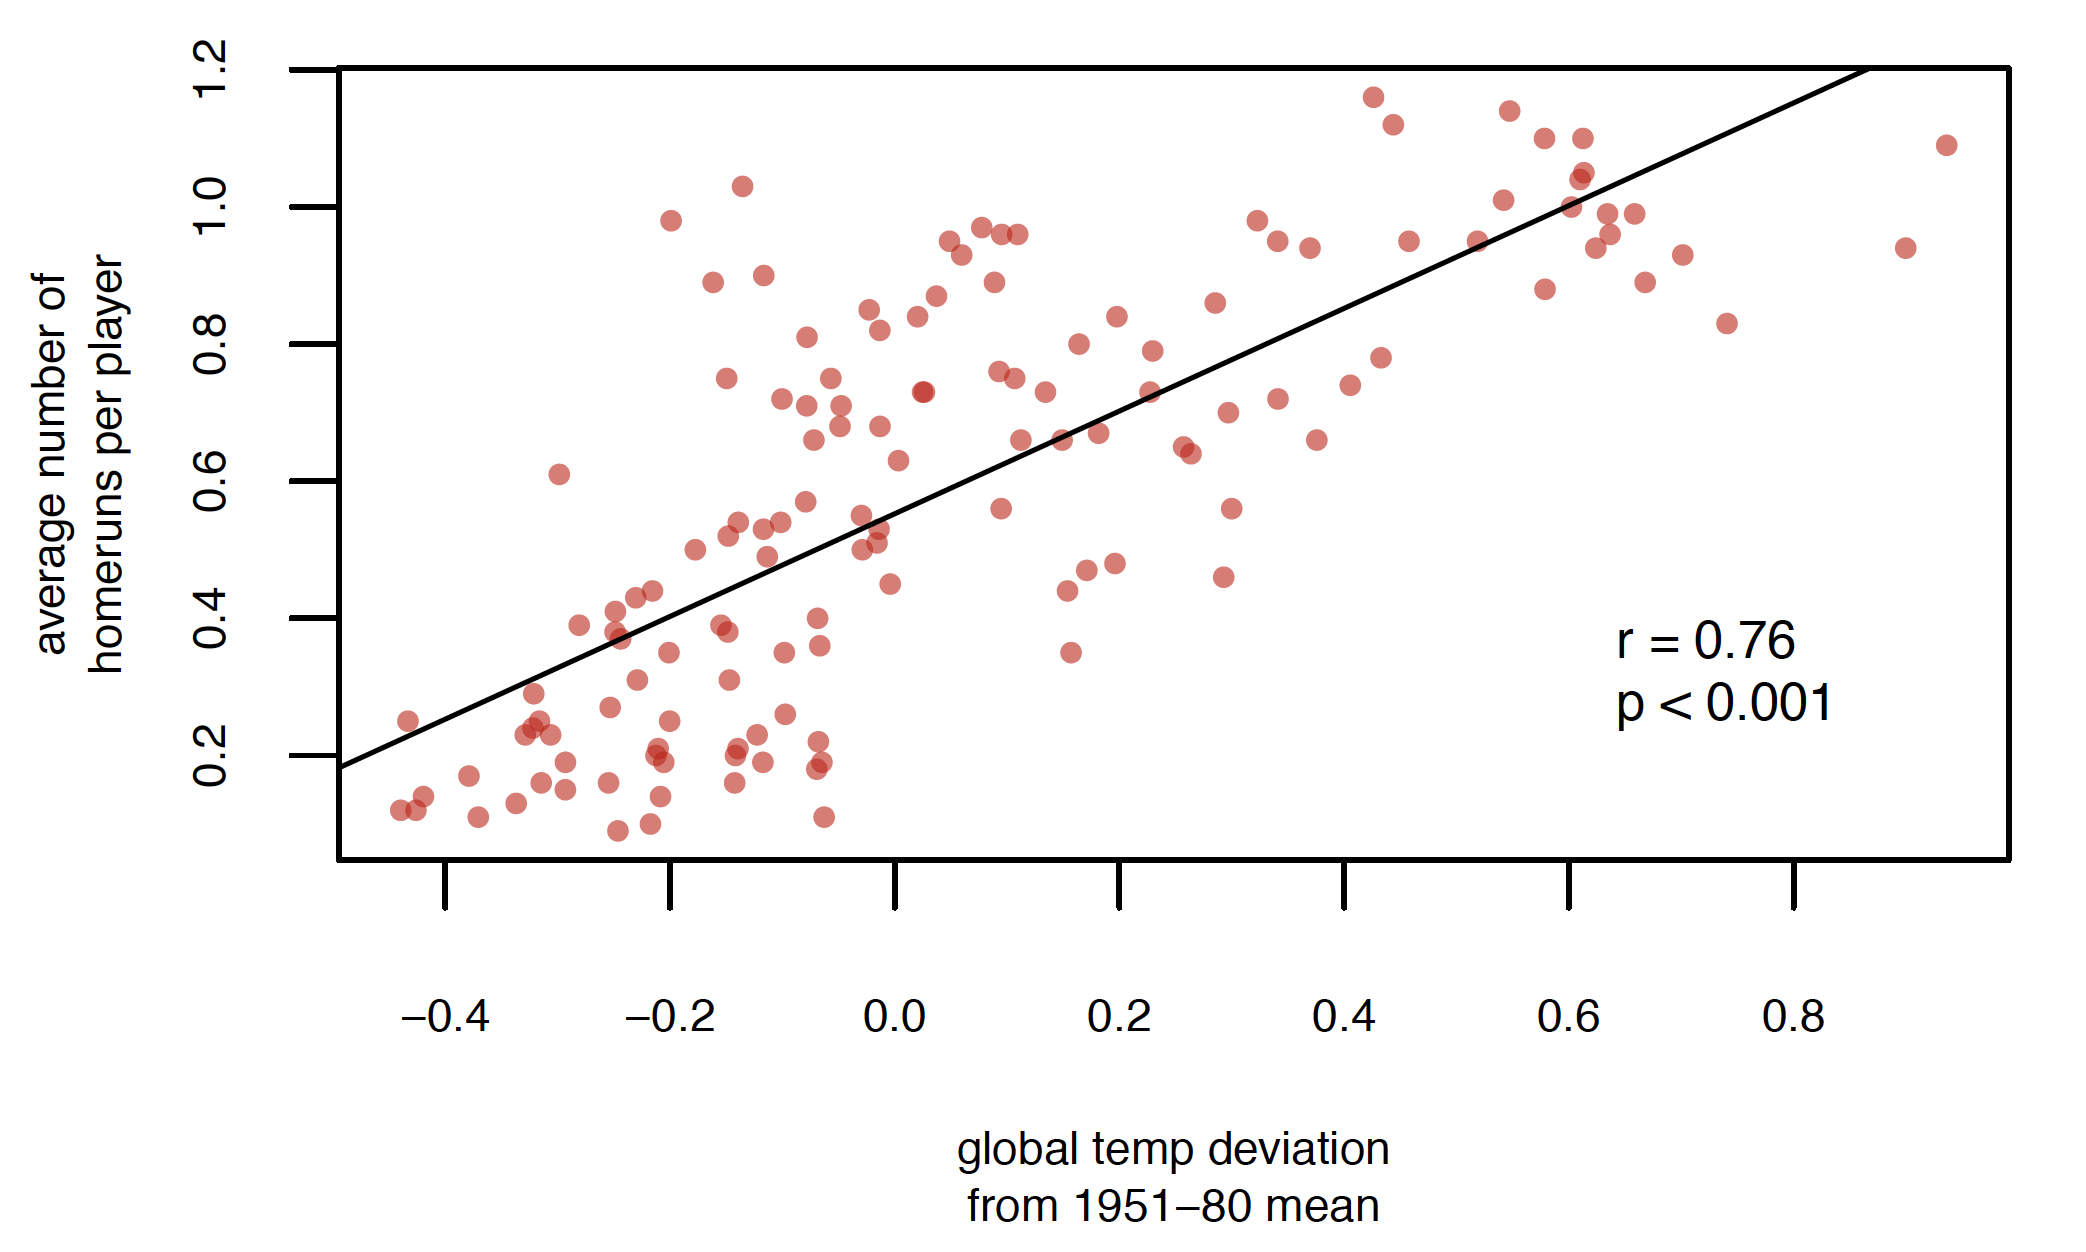 average number of
homeruns per player
1.2
1.0
0.8
0.6
0.4
0.2
r = 0.76
p < 0.001
−0.4 −0.2 0.0 0.2 0.4 0.6 0.8
global temp deviation
from 1951−80 mean